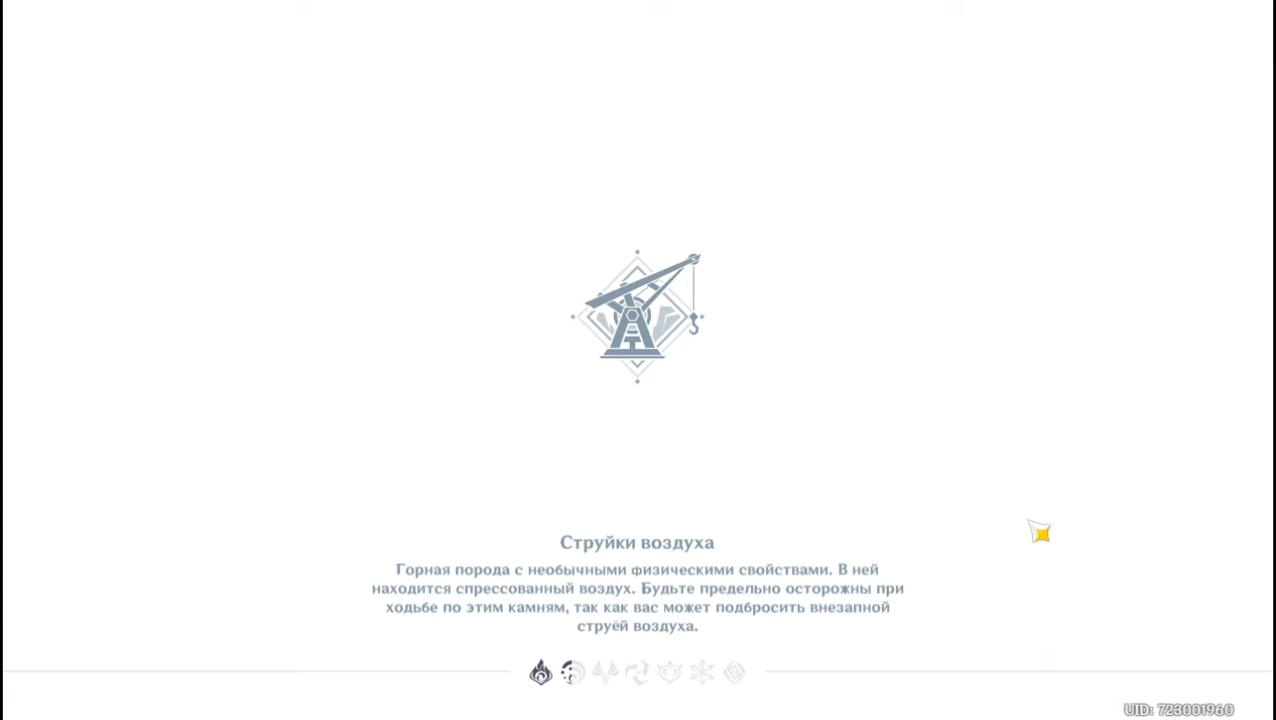 Струйки воздуха
Горная порода с необычными физическими свойствами. В ней
находится спрессованный воздух. Будьте предельно осторожны при
ходьбе по этим камням, так как вас может подбросить внезапной
струёй воздуха.
UID: 723001960